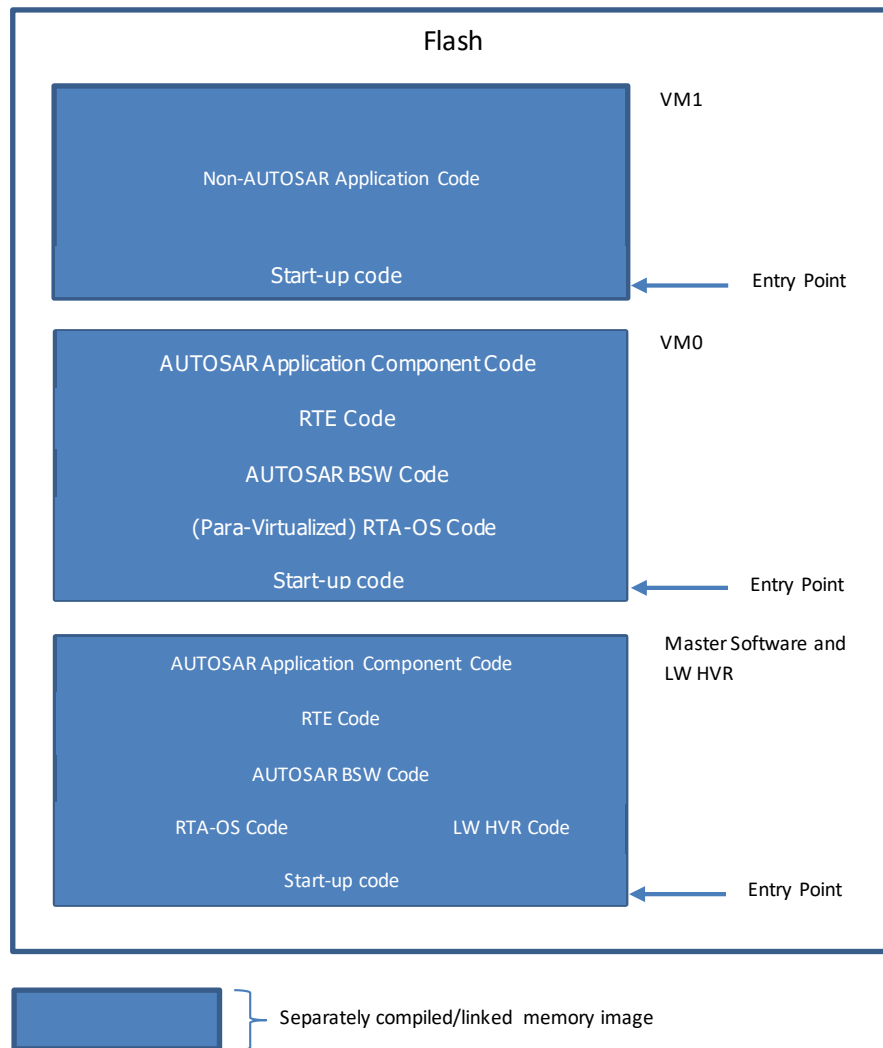 Flash
VM1
Non-AUTOSAR Application Code
Start-up code
Entry Point
VM0
AUTOSAR Application Component Code
RTE Code
AUTOSAR BSW Code
(Para-Virtualized) RTA-OS Code
Start-up code
Entry Point
Master Software and
LW HVR
AUTOSAR Application Component Code
RTE Code
AUTOSAR BSW Code
RTA-OS Code LW HVR Code
Start-up code
Entry Point
Separately compiled/linked memory image